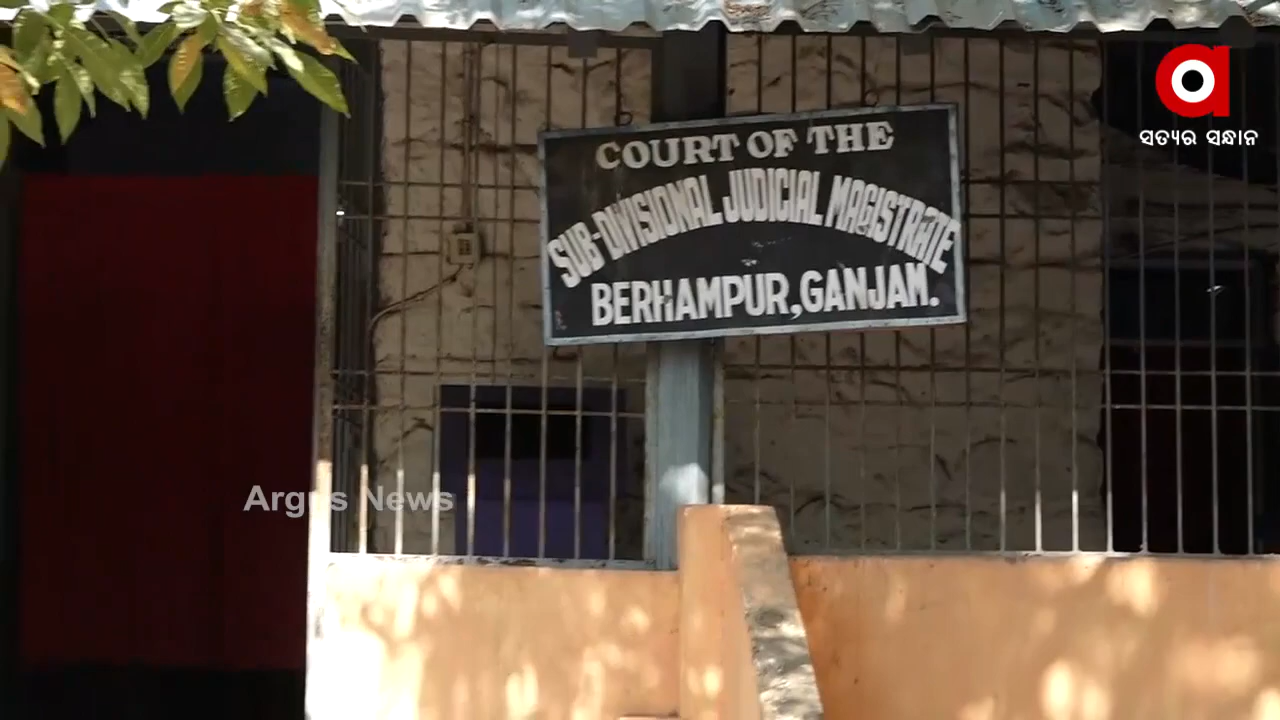 COURT OF THE
SUB-DIVISIONAL JUDICIAL MAGISTRATE
BERHAMPUR, GANJAM.
ସତ୍ୟର ସନ୍ଧାନ
Argus News